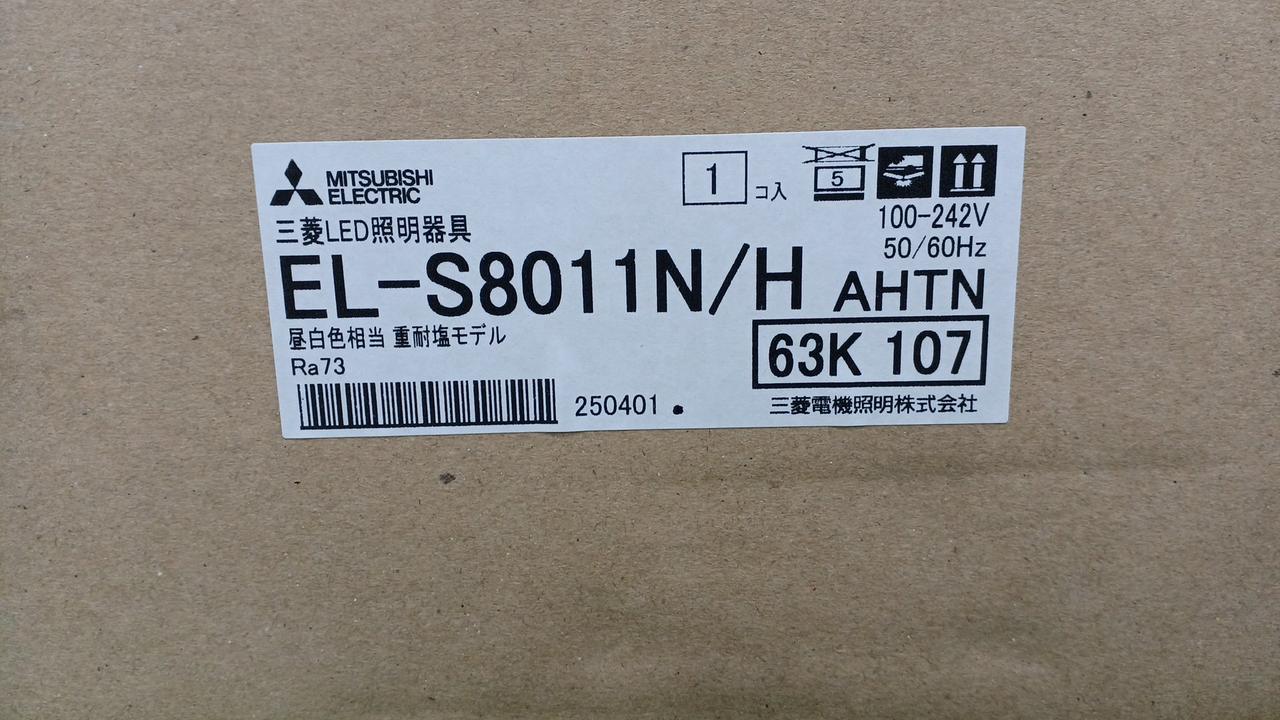 MITSUBISHI
ELECTRIC
1 コ入
5
三菱LED照明器具
100-242V
50/60Hz
EL-S8011N/H AHTN
昼白色相当 重耐塩モデル
Ra73
63K 107
250401.
三菱電機照明株式会社